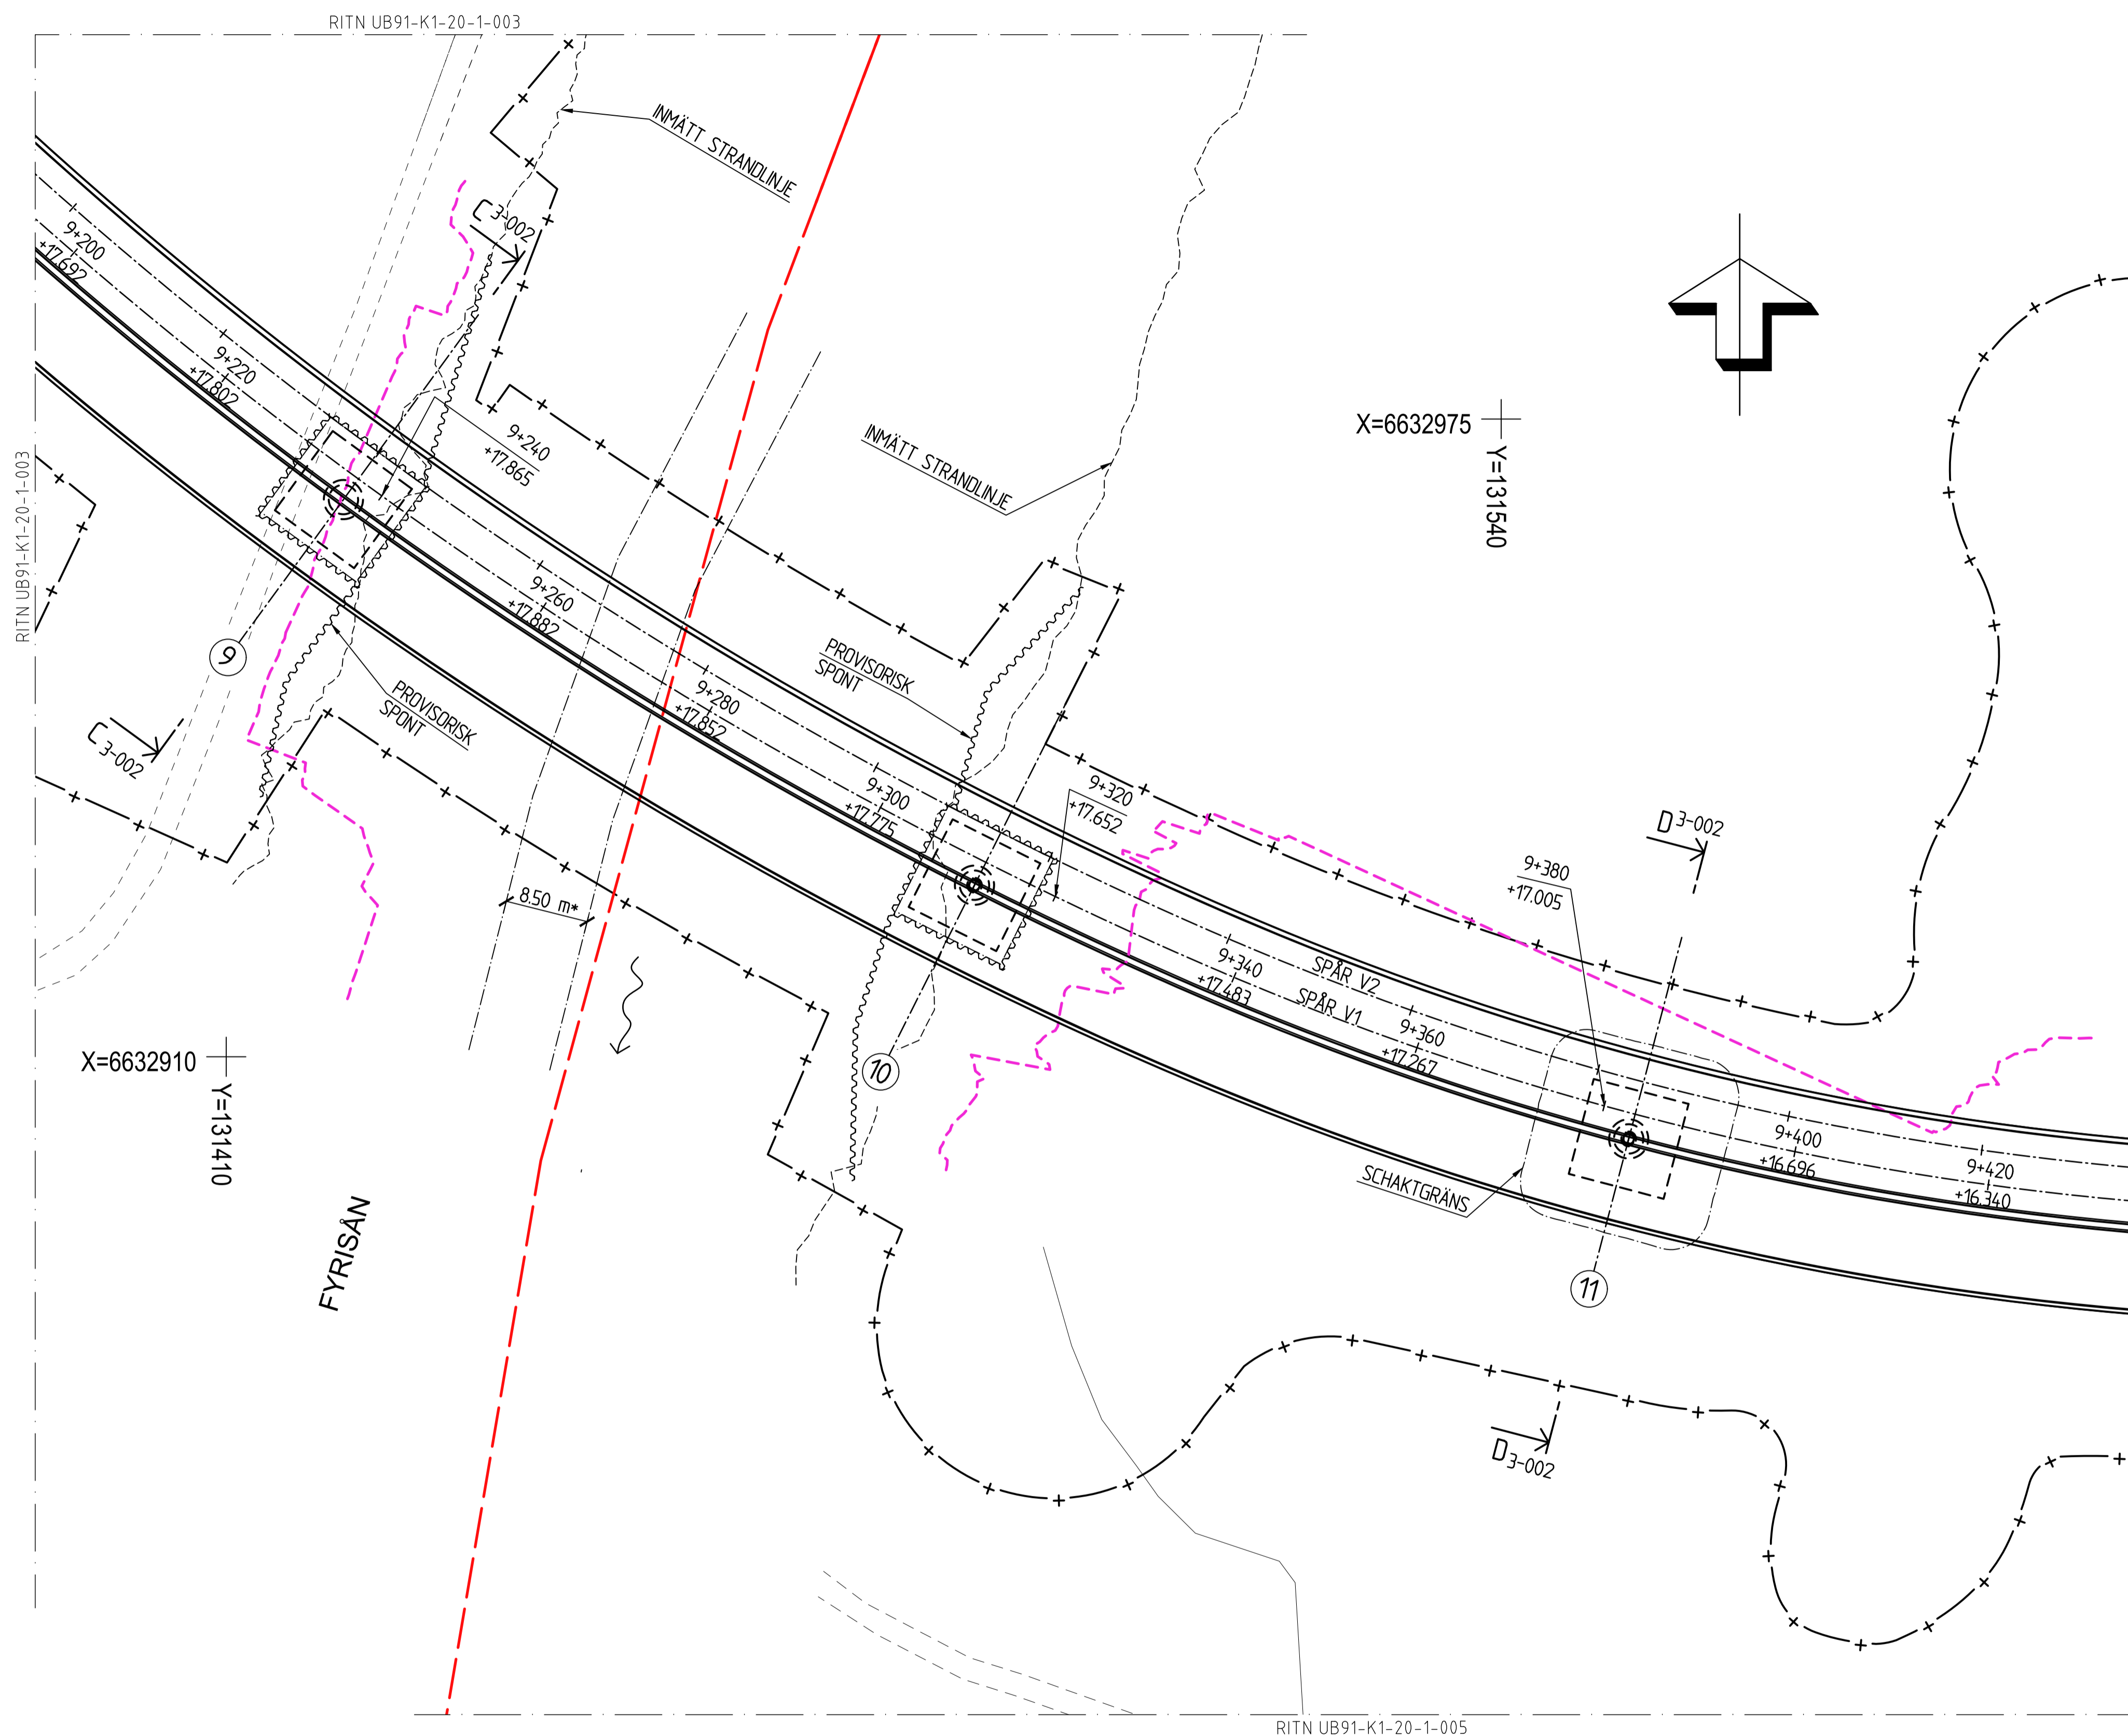 RITN UB91-K1-20-1-003
INMÄTT STRANDLINJE
C 3-002
9+200
+17.692
9+220
+17.802
9+240
+17.865
INMÄTT STRANDLINJE
X=6632975
Y=131540
RITN UB91-K1-20-1-003
9+260
+17.882
9
PROVISORISK
SPONT
PROVISORISK
SPONT
9+280
+17.852
C 3-002
9+300
+17.775
9+320
+17.652
D 3-002
9+380
+17.005
8.50 m*
9+340
+17.483
SPÅR V2
SPÅR V1
9+360
+17.267
X=6632910
Y=131410
10
9+400
+16.696
9+420
+16.340
SCHAKTGRÄNS
FYRISÅN
11
D 3-002
RITN UB91-K1-20-1-005